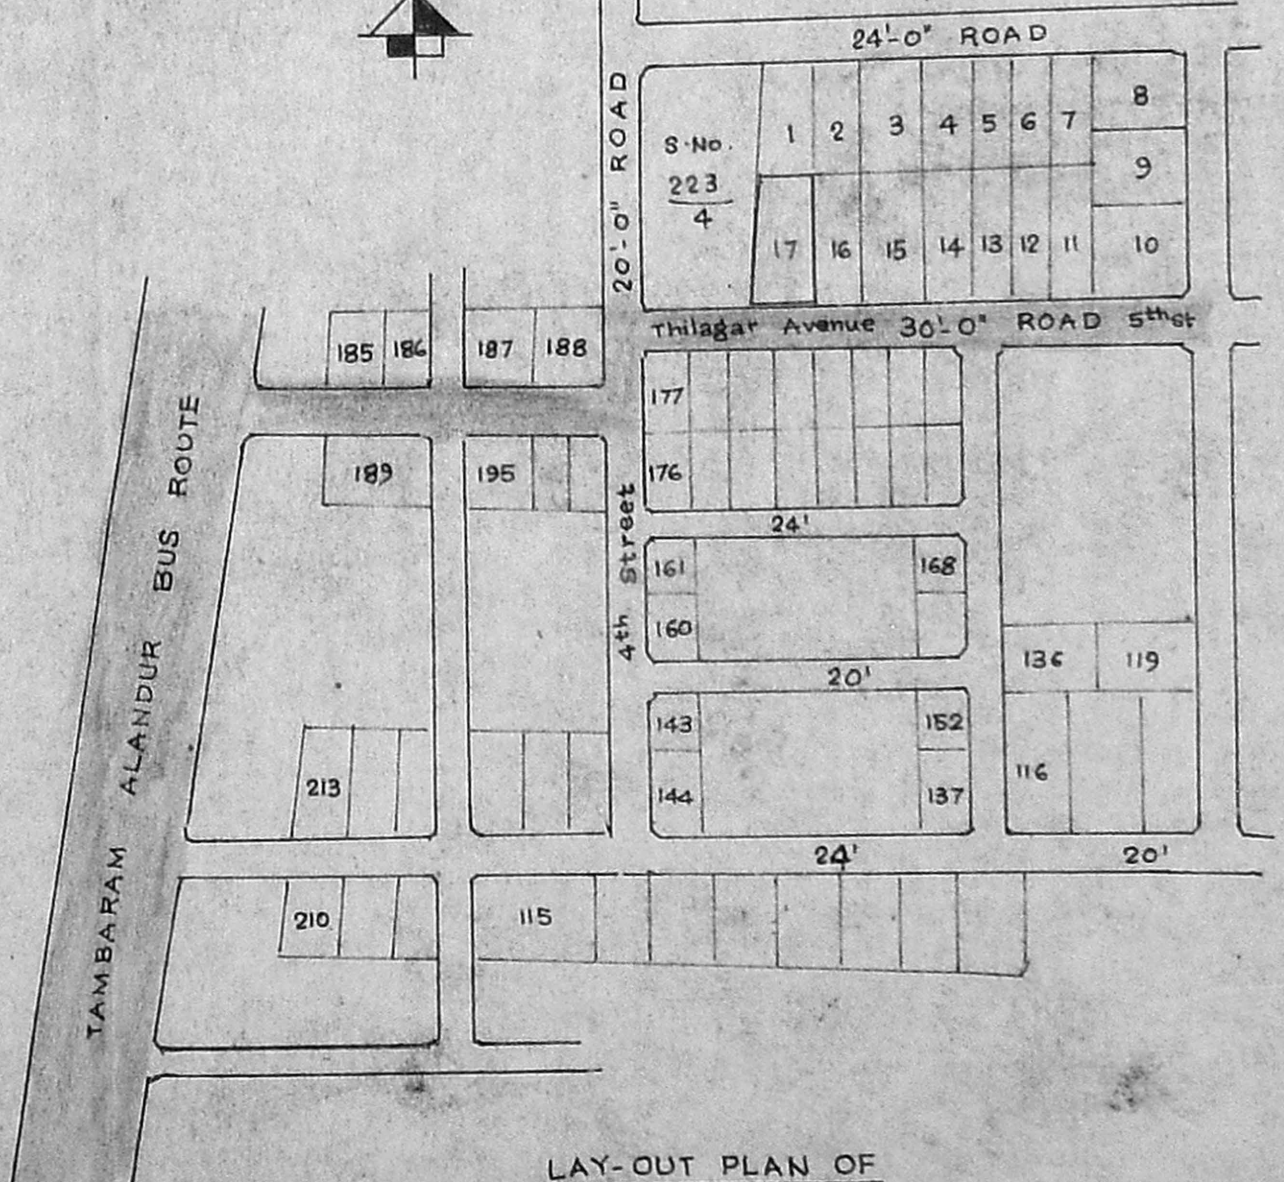 24'-0" ROAD
20'-0" ROAD
S.No.
223
4
1 2 3 4 5 6 7 8
9
17 16 15 14 13 12 11 10
Thilagar Avenue 30'-0" ROAD 5th st
185 186 187 188
177
189 195 176
24'
4th Street
161 168
160
20'
136 119
143 152
144 137
116
213
24' 20'
210 115
TAMBARAM ALANDUR BUS ROUTE
LAY-OUT PLAN OF